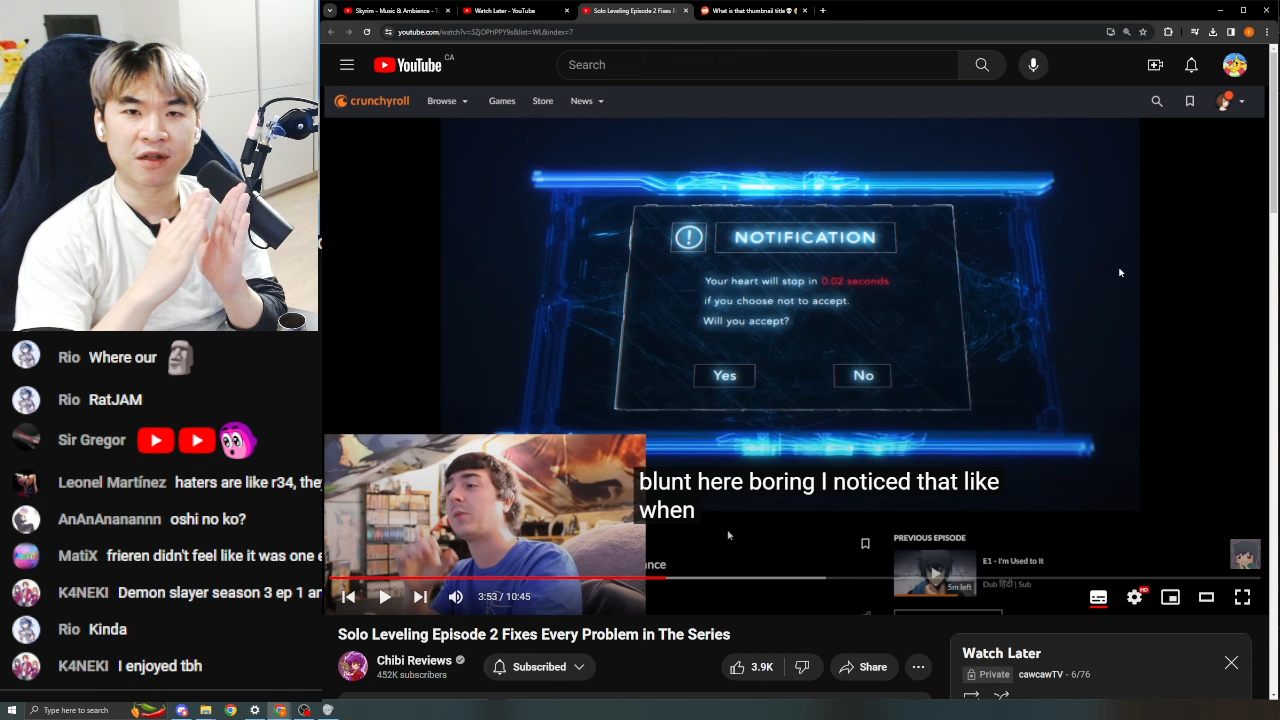 Skyrim - Music & Ambience - T
Watch Later - YouTube
Solo Leveling Episode 2 Fixes E
What is that thumbnail title
youtube.com/watch?v=3ZjOPHPPY9s&list=WL&index=7
YouTube CA
Search
crunchyroll
Browse
Games
Store
News
NOTIFICATION
Your heart will stop in 0.02 seconds
if you choose not to accept.
Will you accept?
Yes
No
blunt here boring I noticed that like
when
ance
PREVIOUS EPISODE
E1 - I'm Used to It
5m left
Dub हिंदी | Sub
3:53 / 10:45
HD
Solo Leveling Episode 2 Fixes Every Problem in The Series
Chibi Reviews
452K subscribers
Subscribed
3.9K
Share
Watch Later
Private
cawcawTV - 6/76
Rio Where our
Rio RatJAM
Sir Gregor
Leonel Martínez haters are like r34, they
AnAnAnanannn oshi no ko?
MatiX frieren didn't feel like it was one e
K4NEKI Demon slayer season 3 ep 1 an
Rio Kinda
K4NEKI I enjoyed tbh
Type here to search